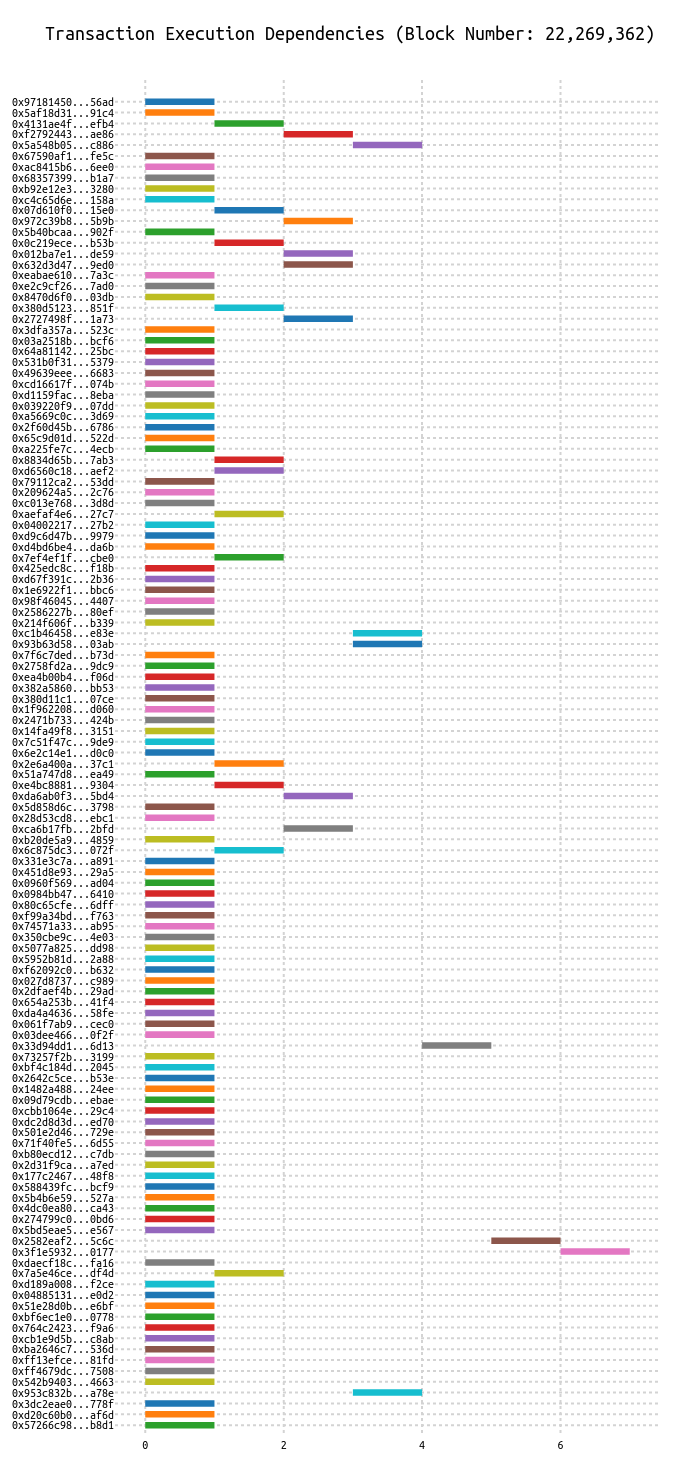 Transaction Execution Dependencies (Block Number: 22,269,362)
0x97181450...56ad
0x5af18d31...91c4
0x4131ae4f...efb4
0xf2792443...ae86
0x5a548b05...c886
0x67590af1...fe5c
0xac8415b6...6ee0
0x68357399...b1a7
0xb92e12e3...3280
0xc4c65d6e...158a
0x07d610f0...15e0
0x972c39b8...5b9b
0x5b40bcaa...902f
0x0c219ece...b53b
0x012ba7e1...de59
0x632d3d47...9ed0
0xeabae610...7a3c
0xe2c9cf26...7ad0
0x8470d6f0...03db
0x380d5123...851f
0x2727498f...1a73
0x3dfa357a...523c
0x03a2518b...bcf6
0x64a81142...25bc
0x531b0f31...5379
0x49639eee...6683
0xcd16617f...074b
0xd1159fac...8eba
0x039220f9...07dd
0xa5669c0c...3d69
0x2f60d45b...6786
0x65c9d01d...522d
0xa225fe7c...4ecb
0x8834d65b...7ab3
0xd6560c18...aef2
0x79112ca2...53dd
0x209624a5...2c76
0xc013e768...3d8d
0xaefaf4e6...27c7
0x04002217...27b2
0xd9c6d47b...9979
0xd4bd6be4...da6b
0x7ef4ef1f...cbe0
0x425edc8c...f18b
0xd67f391c...2b36
0x1e6922f1...bbc6
0x98f46045...4407
0x2586227b...80ef
0x214f606f...b339
0xc1b46458...e83e
0x93b63d58...03ab
0x7f6c7ded...b73d
0x2758fd2a...9dc9
0xea4b00b4...f06d
0x382a5860...bb53
0x380d11c1...07ce
0x1f962208...d060
0x2471b733...424b
0x14fa49f8...3151
0x7c51f47c...9de9
0x6e2c14e1...d0c0
0x2e6a400a...37c1
0x51a747d8...ea49
0xe4bc8881...9304
0xda6ab0f3...5bd4
0x5d858d6c...3798
0x28d53cd8...ebc1
0xca6b17fb...2bfd
0xb20de5a9...4859
0x6c875dc3...072f
0x331e3c7a...a891
0x451d8e93...29a5
0x0960f569...ad04
0x0984bb47...6410
0x80c65cfe...6dff
0xf99a34bd...f763
0x74571a33...ab95
0x350cbe9c...4e03
0x5077a825...dd98
0x5952b81d...2a88
0xf62092c0...b632
0x027d8737...c989
0x2dfaef4b...29ad
0x654a253b...41f4
0xda4a4636...58fe
0x061f7ab9...cec0
0x03dee466...0f2f
0x33d94dd1...6d13
0x73257f2b...3199
0xbf4c184d...2045
0x2642c5ce...b53e
0x1482a488...24ee
0x09d79cdb...ebae
0xcbb1064e...29c4
0xdc2d8d3d...ed70
0x501e2d46...729e
0x71f40fe5...6d55
0xb80ecd12...c7db
0x2d31f9ca...a7ed
0x177c2467...48f8
0x588439fc...bcf9
0x5b4b6e59...527a
0x4dc0ea80...ca43
0x274799c0...0bd6
0x5bd5eae5...e567
0x2582eaf2...5c6c
0x3f1e5932...0177
0xdaecf18c...fa16
0x7a5e46ce...df4d
0xd189a008...f2ce
0x04885131...e0d2
0x51e28d0b...e6bf
0xbf6ec1e0...0778
0x764c2423...f9a6
0xcb1e9d5b...c8ab
0xba2646c7...536d
0xff13efce...81fd
0xff4679dc...7508
0x542b9403...4663
0x953c832b...a78e
0x3dc2eae0...778f
0xd20c60b0...af6d
0x57266c98...b8d1
0 2 4 6